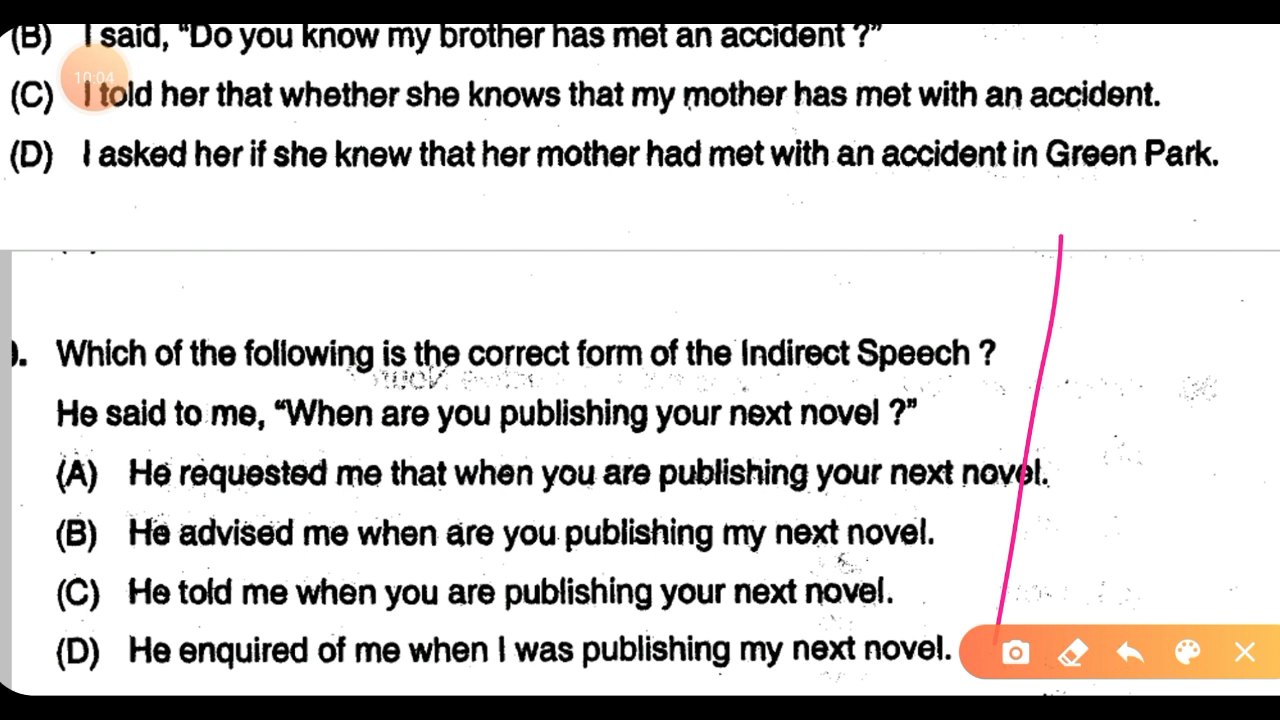 (B) I said, “Do you know my brother has met an accident ?”
10:04
(C) I told her that whether she knows that my mother has met with an accident.
(D) I asked her if she knew that her mother had met with an accident in Green Park.
). Which of the following is the correct form of the Indirect Speech ?
He said to me, “When are you publishing your next novel ?”
(A) He requested me that when you are publishing your next novel.
(B) He advised me when are you publishing my next novel.
(C) He told me when you are publishing your next novel.
(D) He enquired of me when I was publishing my next novel.